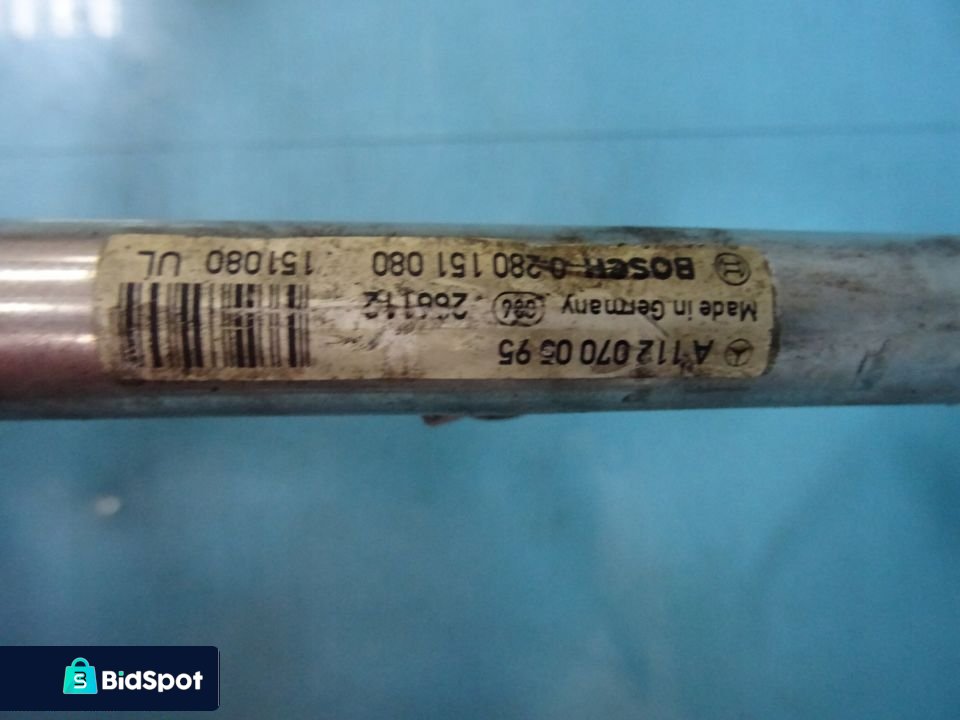 A 112 070 05 95
Made in Germany
BOSCH 0 280 151 080 151080 UL
BidSpot